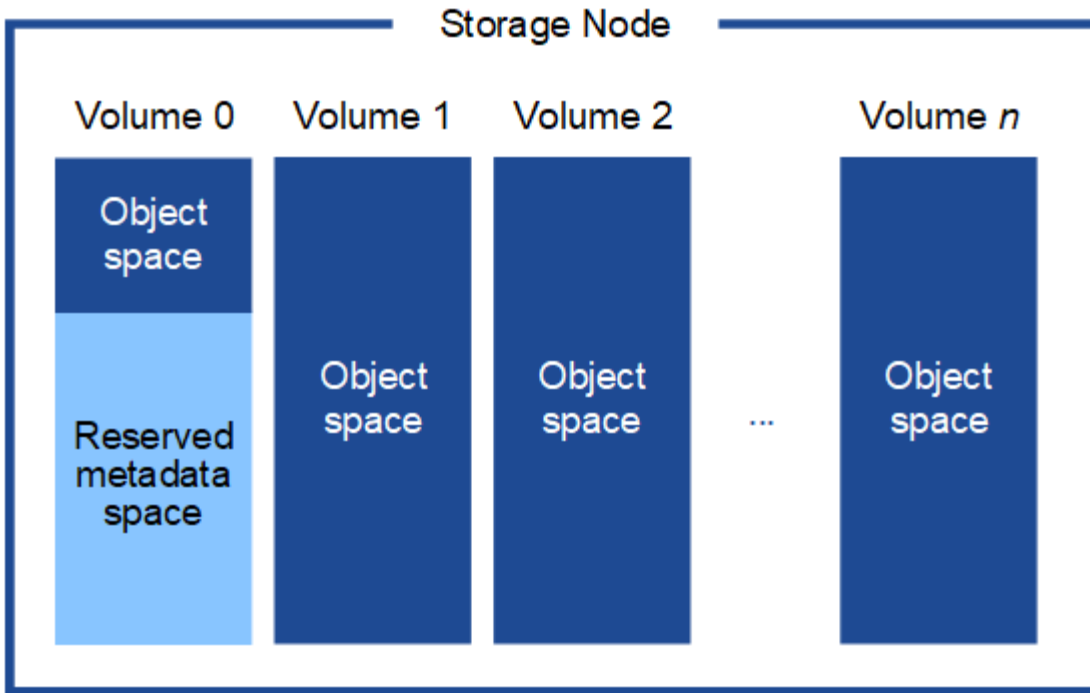 Storage Node
Volume 0
Volume 1
Volume 2
Volume n
Object
space
Reserved
metadata
space
Object
space
Object
space
...
Object
space